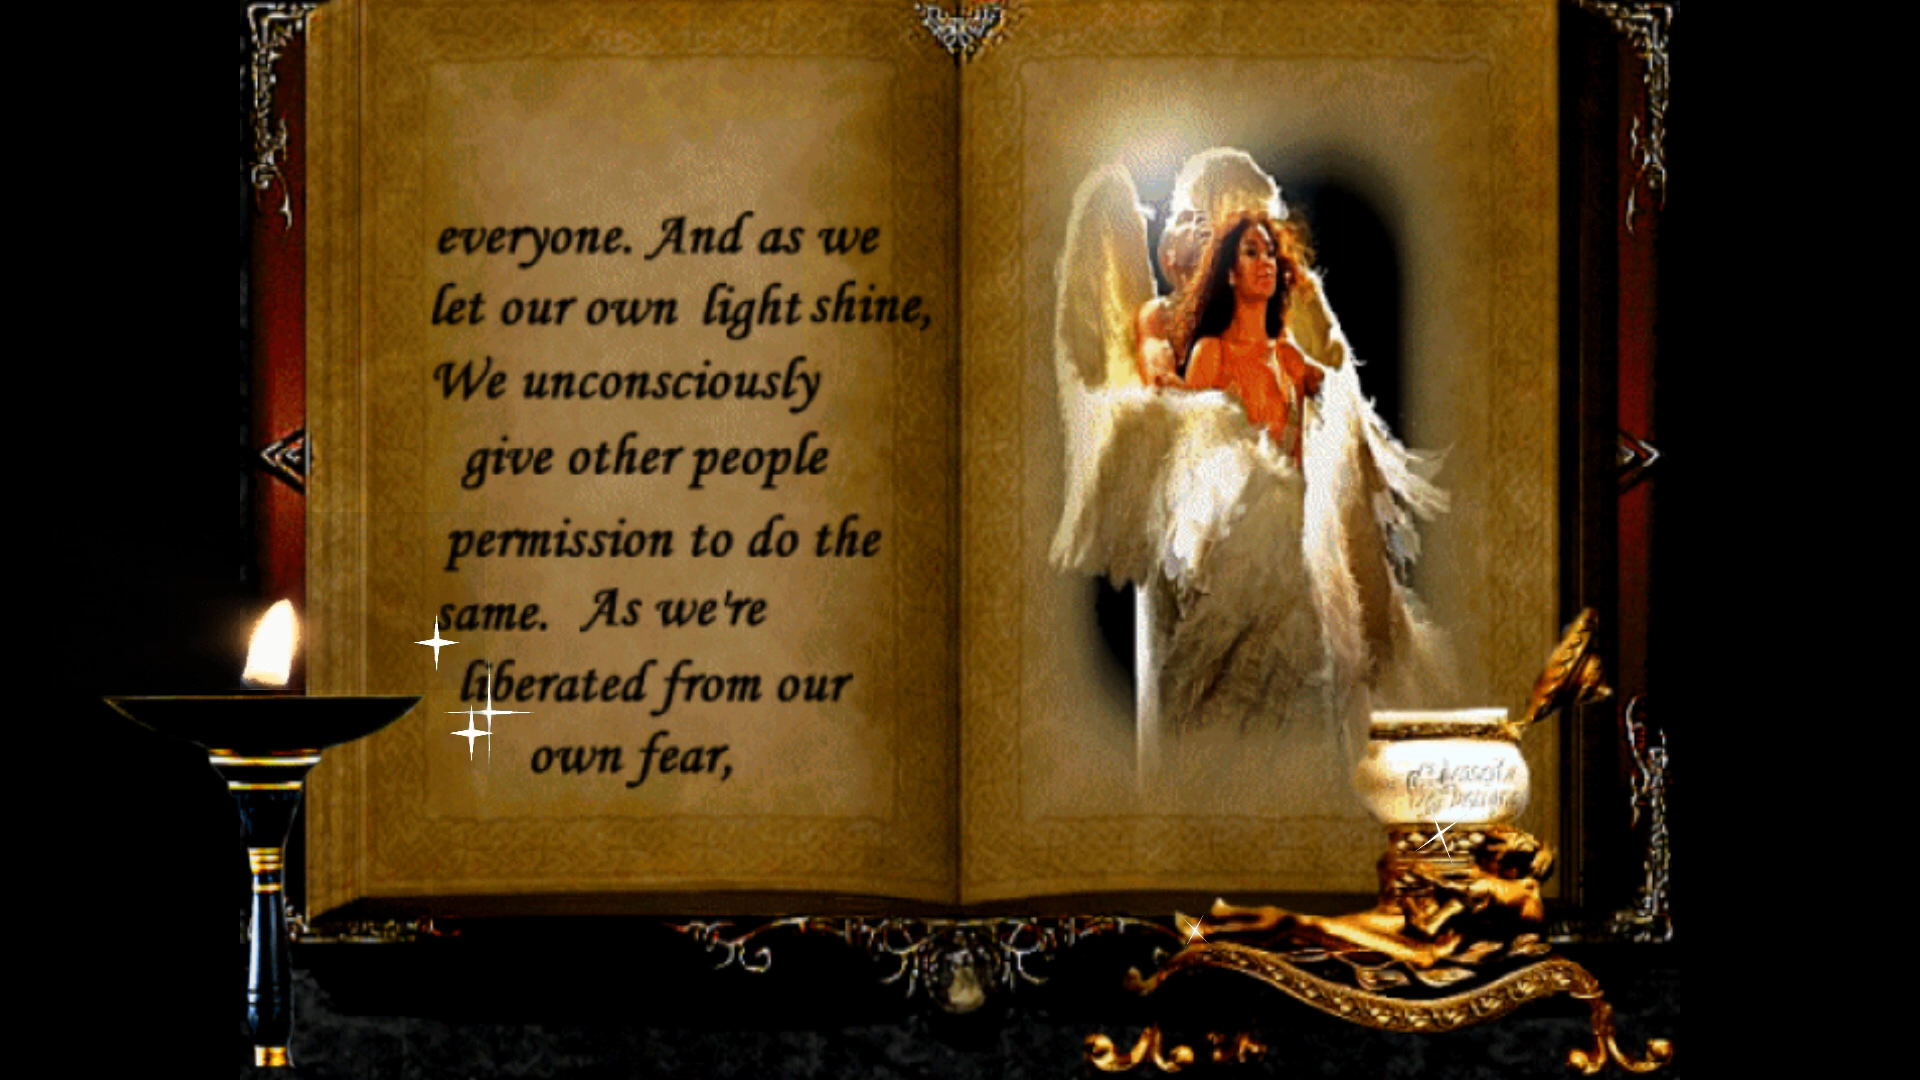 everyone. And as we
let our own light shine,
We unconsciously
give other people
permission to do the
same. As we're
liberated from our
own fear,